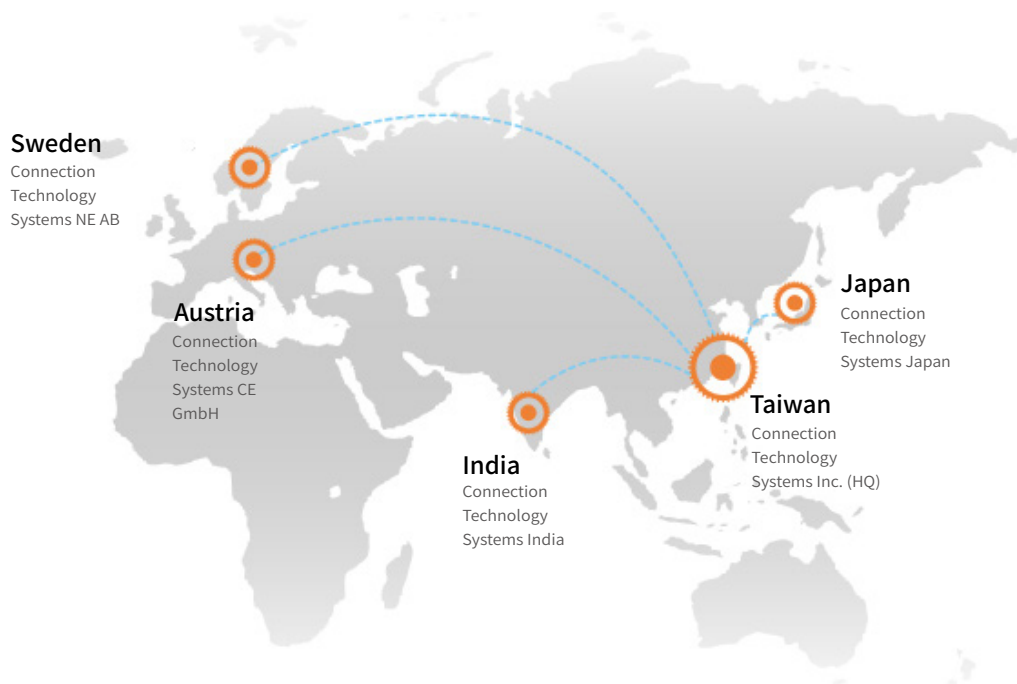 Sweden
Connection
Technology
Systems NE AB
Austria
Connection
Technology
Systems CE
GmbH
India
Connection
Technology
Systems India
Japan
Connection
Technology
Systems Japan
Taiwan
Connection
Technology
Systems Inc. (HQ)